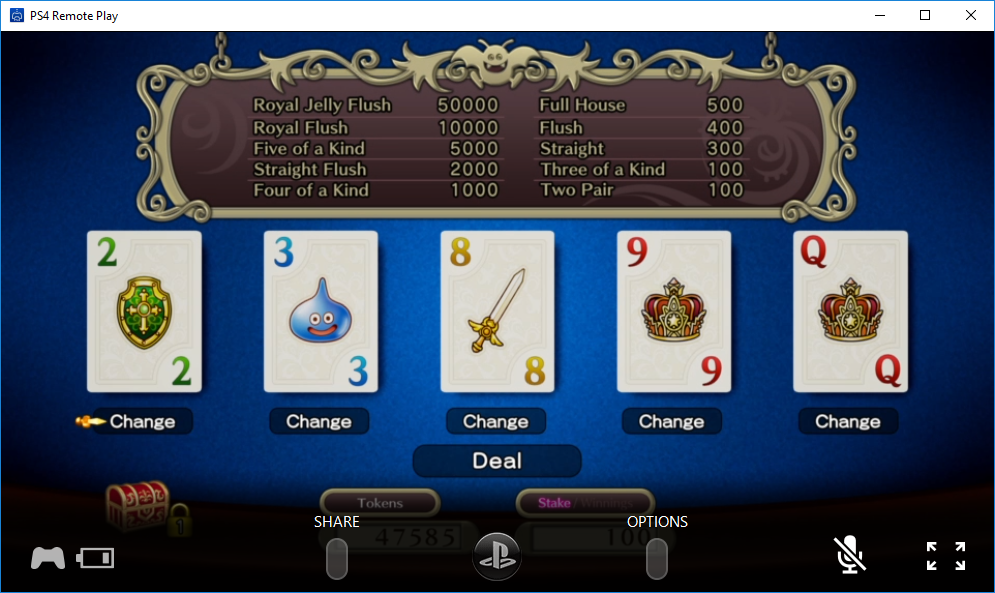 PS4 Remote Play
Royal Jelly Flush 50000 Full House 500
Royal Flush 10000 Flush 400
Five of a Kind 5000 Straight 300
Straight Flush 2000 Three of a Kind 100
Four of a Kind 1000 Two Pair 100
2 3 8 9 Q
2 3 8 9 Q
Change Change Change Change Change
Deal
Tokens Stake /
SHARE OPTIONS
47585 100
1